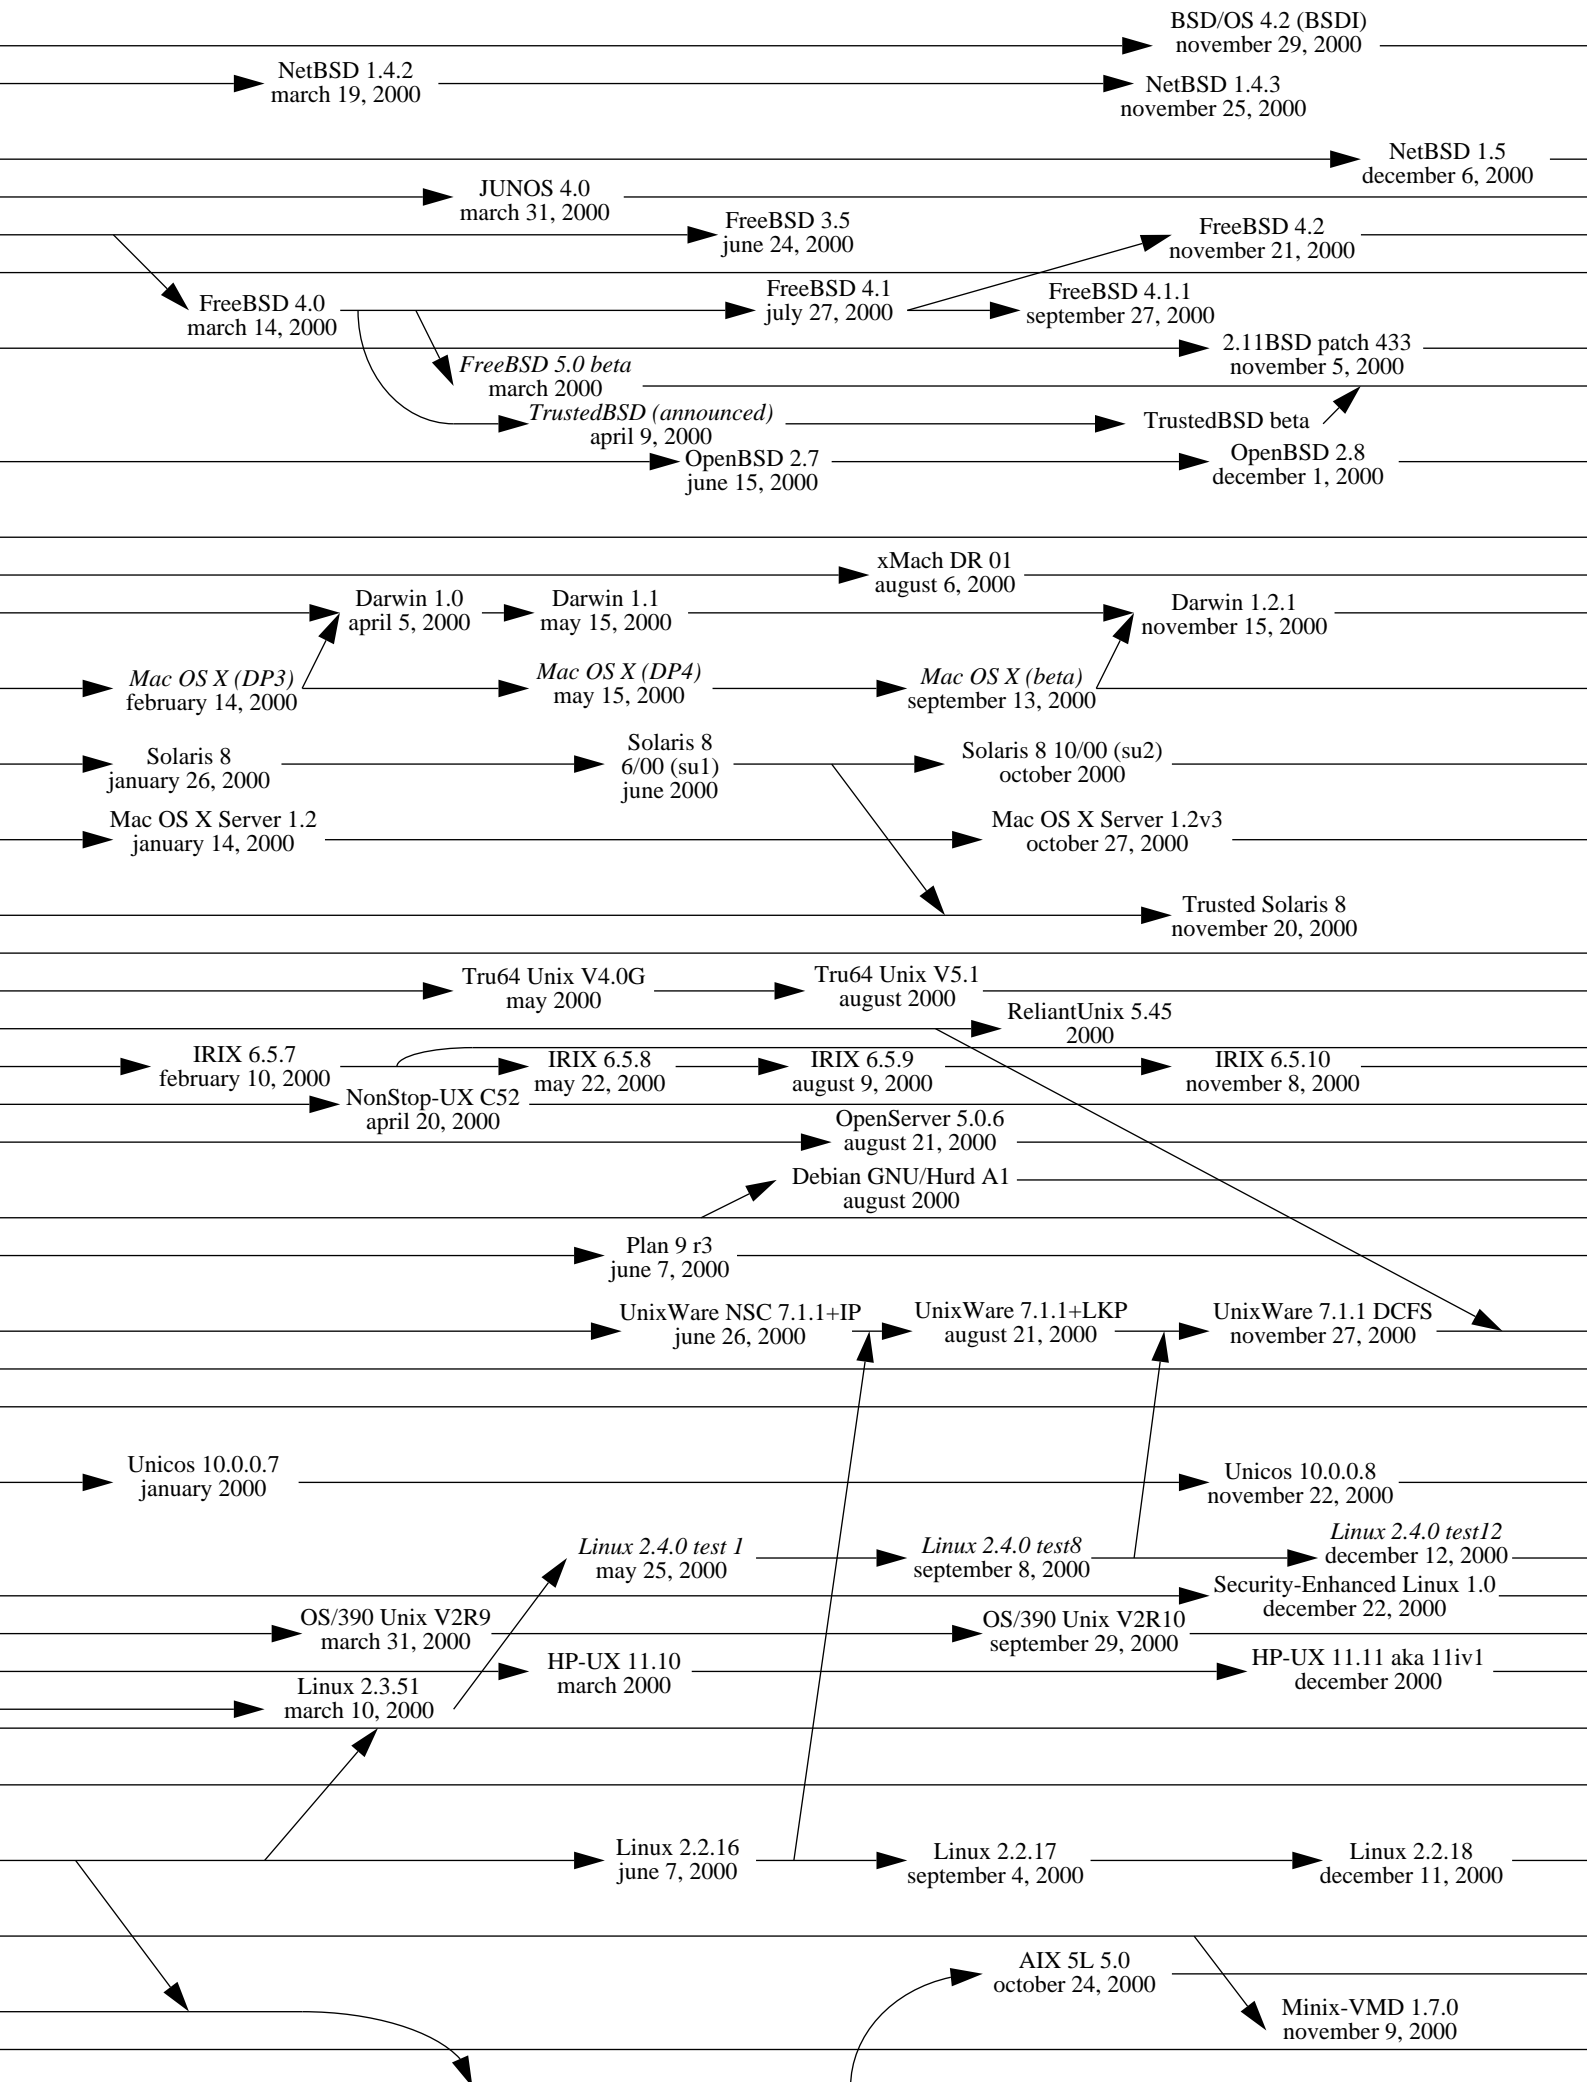 BSD/OS 4.2 (BSDI)
november 29, 2000
NetBSD 1.4.2
march 19, 2000
NetBSD 1.4.3
november 25, 2000
NetBSD 1.5
december 6, 2000
JUNOS 4.0
march 31, 2000
FreeBSD 3.5
june 24, 2000
FreeBSD 4.2
november 21, 2000
FreeBSD 4.0
march 14, 2000
FreeBSD 4.1
july 27, 2000
FreeBSD 4.1.1
september 27, 2000
2.11BSD patch 433
november 5, 2000
FreeBSD 5.0 beta
march 2000
TrustedBSD (announced)
april 9, 2000
TrustedBSD beta
OpenBSD 2.7
june 15, 2000
OpenBSD 2.8
december 1, 2000
xMach DR 01
august 6, 2000
Darwin 1.0
april 5, 2000
Darwin 1.1
may 15, 2000
Darwin 1.2.1
november 15, 2000
Mac OS X (DP3)
february 14, 2000
Mac OS X (DP4)
may 15, 2000
Mac OS X (beta)
september 13, 2000
Solaris 8
january 26, 2000
Solaris 8
6/00 (su1)
june 2000
Solaris 8 10/00 (su2)
october 2000
Mac OS X Server 1.2
january 14, 2000
Mac OS X Server 1.2v3
october 27, 2000
Trusted Solaris 8
november 20, 2000
Tru64 Unix V4.0G
may 2000
Tru64 Unix V5.1
august 2000
ReliantUnix 5.45
2000
IRIX 6.5.7
february 10, 2000
IRIX 6.5.8
may 22, 2000
IRIX 6.5.9
august 9, 2000
IRIX 6.5.10
november 8, 2000
NonStop-UX C52
april 20, 2000
OpenServer 5.0.6
august 21, 2000
Debian GNU/Hurd A1
august 2000
Plan 9 r3
june 7, 2000
UnixWare NSC 7.1.1+IP
june 26, 2000
UnixWare 7.1.1+LKP
august 21, 2000
UnixWare 7.1.1 DCFS
november 27, 2000
Unicos 10.0.0.7
january 2000
Unicos 10.0.0.8
november 22, 2000
Linux 2.4.0 test 1
may 25, 2000
Linux 2.4.0 test8
september 8, 2000
Linux 2.4.0 test12
december 12, 2000
Security-Enhanced Linux 1.0
december 22, 2000
OS/390 Unix V2R9
march 31, 2000
OS/390 Unix V2R10
september 29, 2000
HP-UX 11.10
march 2000
HP-UX 11.11 aka 11iv1
december 2000
Linux 2.3.51
march 10, 2000
Linux 2.2.16
june 7, 2000
Linux 2.2.17
september 4, 2000
Linux 2.2.18
december 11, 2000
AIX 5L 5.0
october 24, 2000
Minix-VMD 1.7.0
november 9, 2000